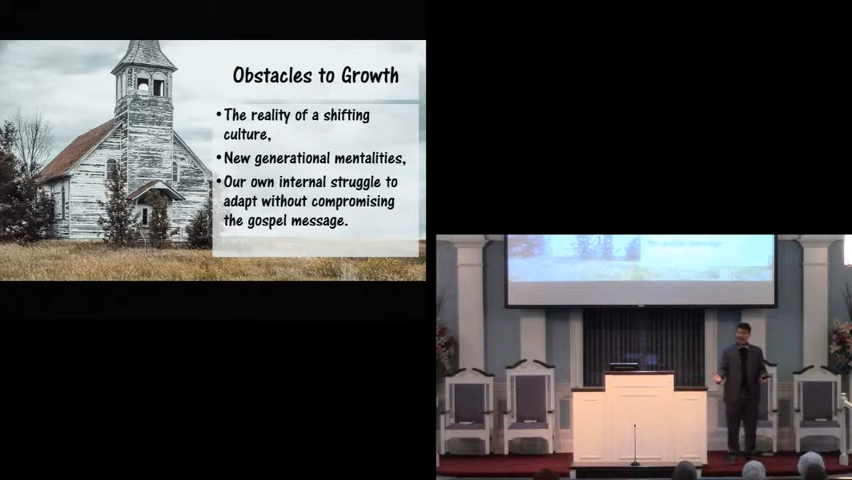 Obstacles to Growth
•The reality of a shifting
culture,
•New generational mentalities,
•Our own internal struggle to
adapt without compromising
the gospel message.